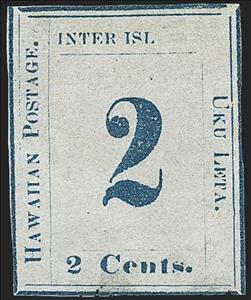 INTER ISL
HAWAIIAN POSTAGE.
2
UKU LETA.
2 Cents.